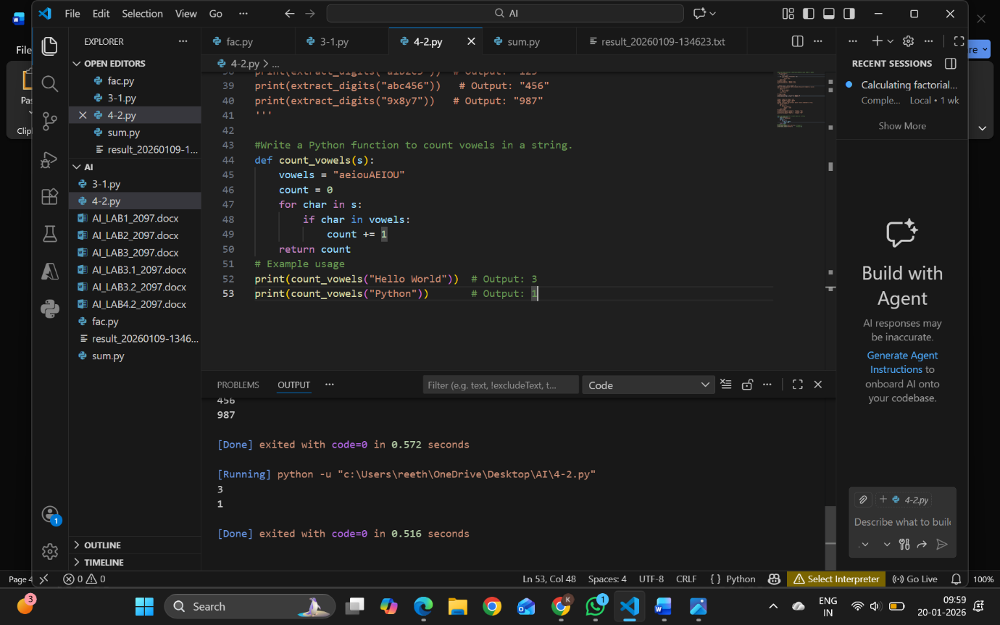 File Edit Selection View Go ··· AI
File
Pas
Clip
re
EXPLORER
OPEN EDITORS
fac.py
3-1.py
4-2.py
sum.py
result_20260109-1...
AI
3-1.py
4-2.py
AI_LAB1_2097.docx
AI_LAB2_2097.docx
AI_LAB3_2097.docx
AI_LAB3.1_2097.docx
AI_LAB3.2_2097.docx
AI_LAB4.2_2097.docx
fac.py
result_20260109-1346...
sum.py
OUTLINE
TIMELINE
fac.py 3-1.py 4-2.py sum.py result_20260109-134623.txt
4-2.py > ...
38 print(extract_digits("a1b2c3")) # Output: "123"
39 print(extract_digits("abc456")) # Output: "456"
40 print(extract_digits("9x8y7")) # Output: "987"
41 '''
42
43 #Write a Python function to count vowels in a string.
44 def count_vowels(s):
45 vowels = "aeiouAEIOU"
46 count = 0
47 for char in s:
48 if char in vowels:
49 count += 1
50 return count
51 # Example usage
52 print(count_vowels("Hello World")) # Output: 3
53 print(count_vowels("Python")) # Output: 1
PROBLEMS OUTPUT ··· Filter (e.g. text, !excludeText, t... Code
456
987
[Done] exited with code=0 in 0.572 seconds
[Running] python -u "c:\Users\reeth\OneDrive\Desktop\AI\4-2.py"
3
1
[Done] exited with code=0 in 0.516 seconds
RECENT SESSIONS
Calculating factorial...
Comple... Local • 1 wk
Show More
Build with
Agent
AI responses may
be inaccurate.
Generate Agent
Instructions to
onboard AI onto
your codebase.
4-2.py
Describe what to buil
1
Page 4 0 0 Ln 53, Col 48 Spaces: 4 UTF-8 CRLF { } Python Select Interpreter Go Live 100%
3 Search K 1 ENG
IN
09:59
20-01-2026